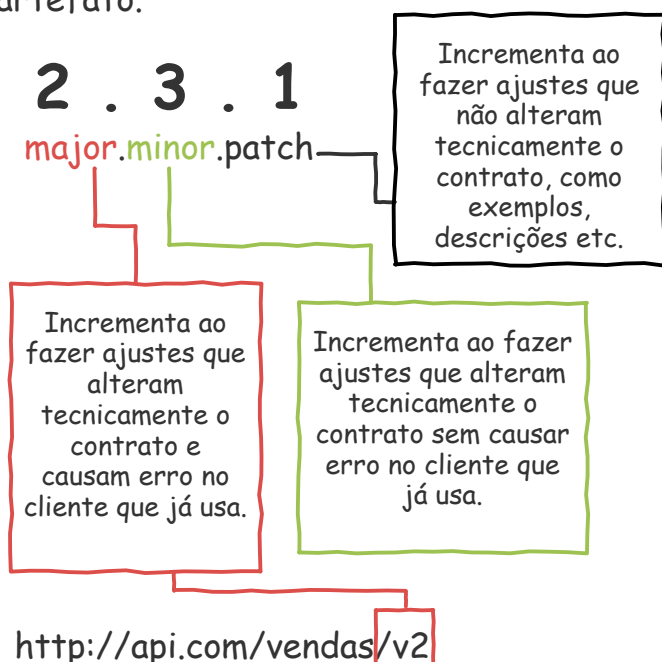 artefato.
2 . 3 . 1
major.minor.patch
Incrementa ao
fazer ajustes que
não alteram
tecnicamente o
contrato, como
exemplos,
descrições etc.
Incrementa ao
fazer ajustes que
alteram
tecnicamente o
contrato e
causam erro no
cliente que já usa.
Incrementa ao fazer
ajustes que alteram
tecnicamente o
contrato sem causar
erro no cliente que
já usa.
http://api.com/vendas/v2